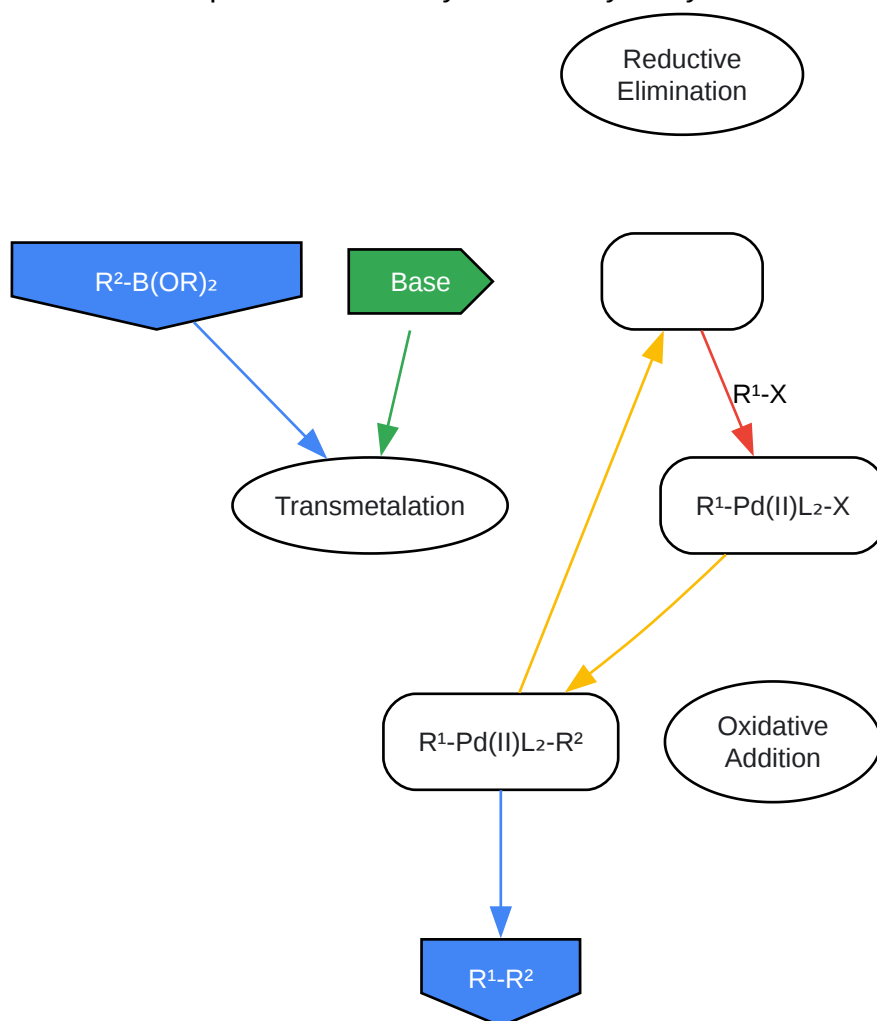 Reductive
Elimination
R²-B(OR)₂
Base
R¹-X
Transmetalation
R¹-Pd(II)L₂-X
R¹-Pd(II)L₂-R²
Oxidative
Addition
R¹-R²